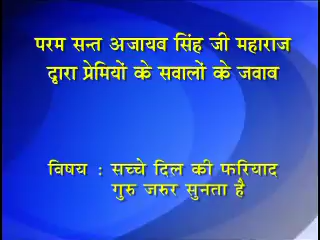 परम सन्त अजायब सिंह जी महाराज
द्वारा प्रेमियों के सवालों के जवाब
विषय : सच्चे दिल की फरियाद
गुरु जरुर सुनता है